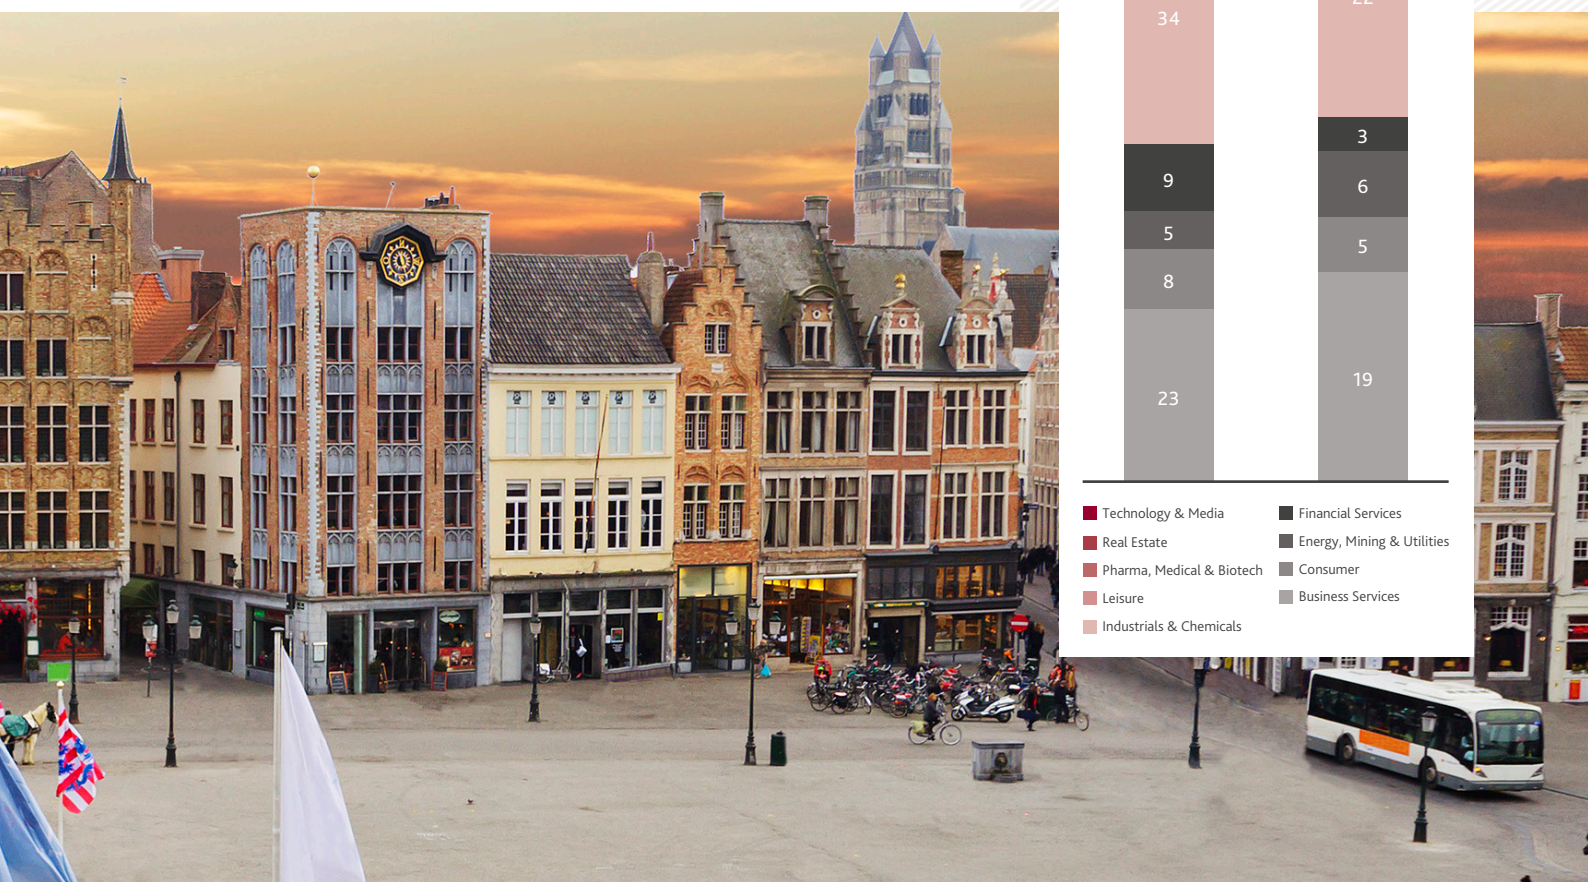 34
22
9
5
8
23
3
6
5
19
Technology & Media
Real Estate
Pharma, Medical & Biotech
Leisure
Industrials & Chemicals
Financial Services
Energy, Mining & Utilities
Consumer
Business Services